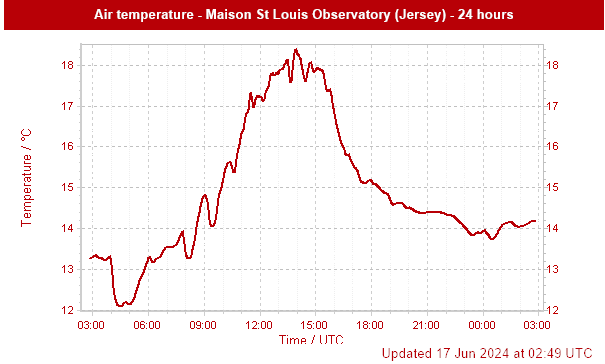 Air temperature - Maison St Louis Observatory (Jersey) - 24 hours
18 18
17 17
16 16
15 15
14 14
13 13
12 12
Temperature / °C
03:00 06:00 09:00 12:00 15:00 18:00 21:00 00:00 03:00
Time / UTC
Updated 17 Jun 2024 at 02:49 UTC